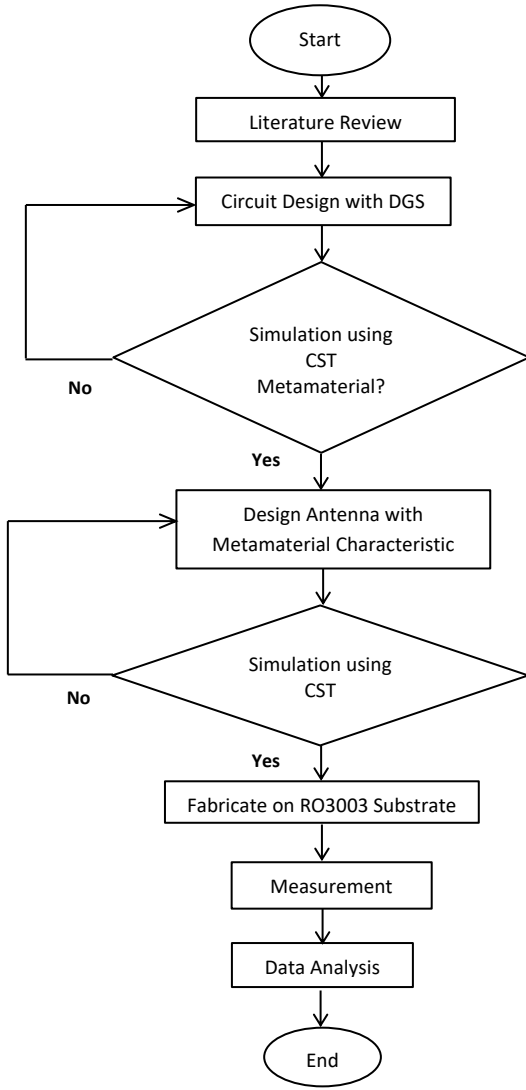 Start
Literature Review
Circuit Design with DGS
Simulation using
CST
Metamaterial?
No
Yes
Design Antenna with
Metamaterial Characteristic
Simulation using
CST
No
Yes
Fabricate on RO3003 Substrate
Measurement
Data Analysis
End